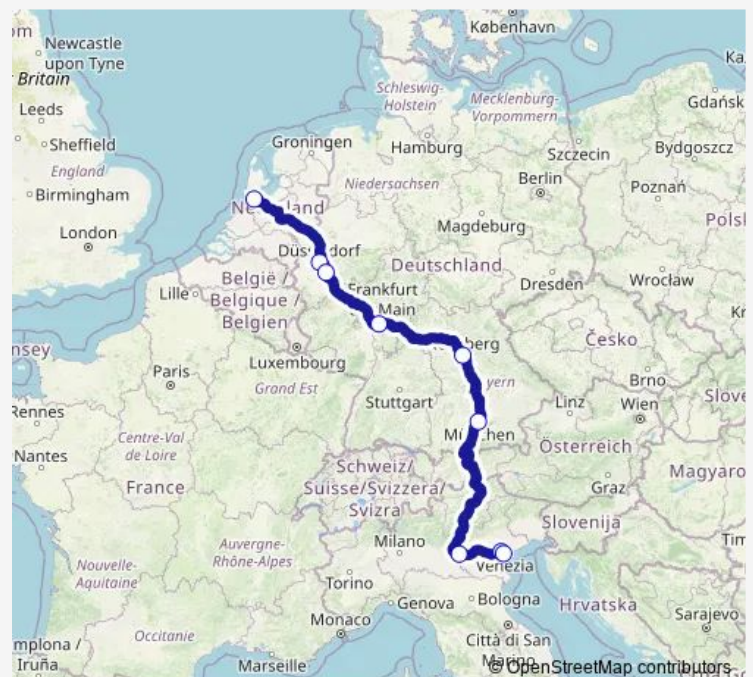 København
Newcastle
upon Tyne
Britain
Leeds
Schleswig-
Holstein
Mecklenburg-
Vorpommern
Gdańsk
Groningen
Hamburg
Szczecin
Bydgoszcz
Sheffield
England
Birmingham
Niedersachsen
Berlin
Poznań
Magdeburg
London
Deutschland
België /
Belgique /
Belgien
Lille
Frankfurt
Main
Dresden
Wrocław
Česko
Luxembourg
Grand Est
Paris
Stuttgart
Brno
Linz
Wien
Rennes
Centre-Val
de Loire
Nantes
Österreich
Schweiz/
Suisse/Svizzera/
Svizra
France
Graz
Magyaro
Slovenija
Auvergne-
Rhône-Alpes
Milano
Venezia
Nouvelle-
Aquitaine
Torino
Genova
Bologna
Hrvatska
Monaco
Sarajevo
Occitanie
Città di San
Marino
mplona /
Iruña
Marseille
© OpenStreetMap contributors